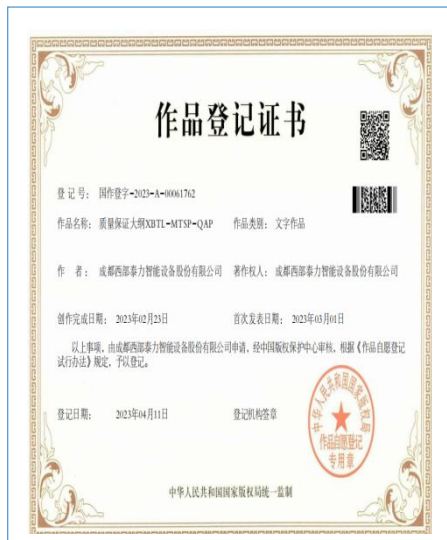 作品登记证书
登 记 号： 国作登字-2023-A-00061762
作品名称： 质量保证大纲XBTL-MTSP-QAP 作品类别： 文字作品
作 者： 成都西部泰力智能设备股份有限公司 著作权人： 成都西部泰力智能设备股份有限公司
创作完成日期： 2023年02月23日 首次发表日期： 2023年03月01日
以上事项，由成都西部泰力智能设备股份有限公司申请，经中国版权保护中心审核，根据《作品自愿登记
试行办法》规定，予以登记。
登记日期： 2023年04月11日 登记机构签章
中华人民共和国国家版权局
作品自愿登记
专用章
中华人民共和国国家版权局统一监制